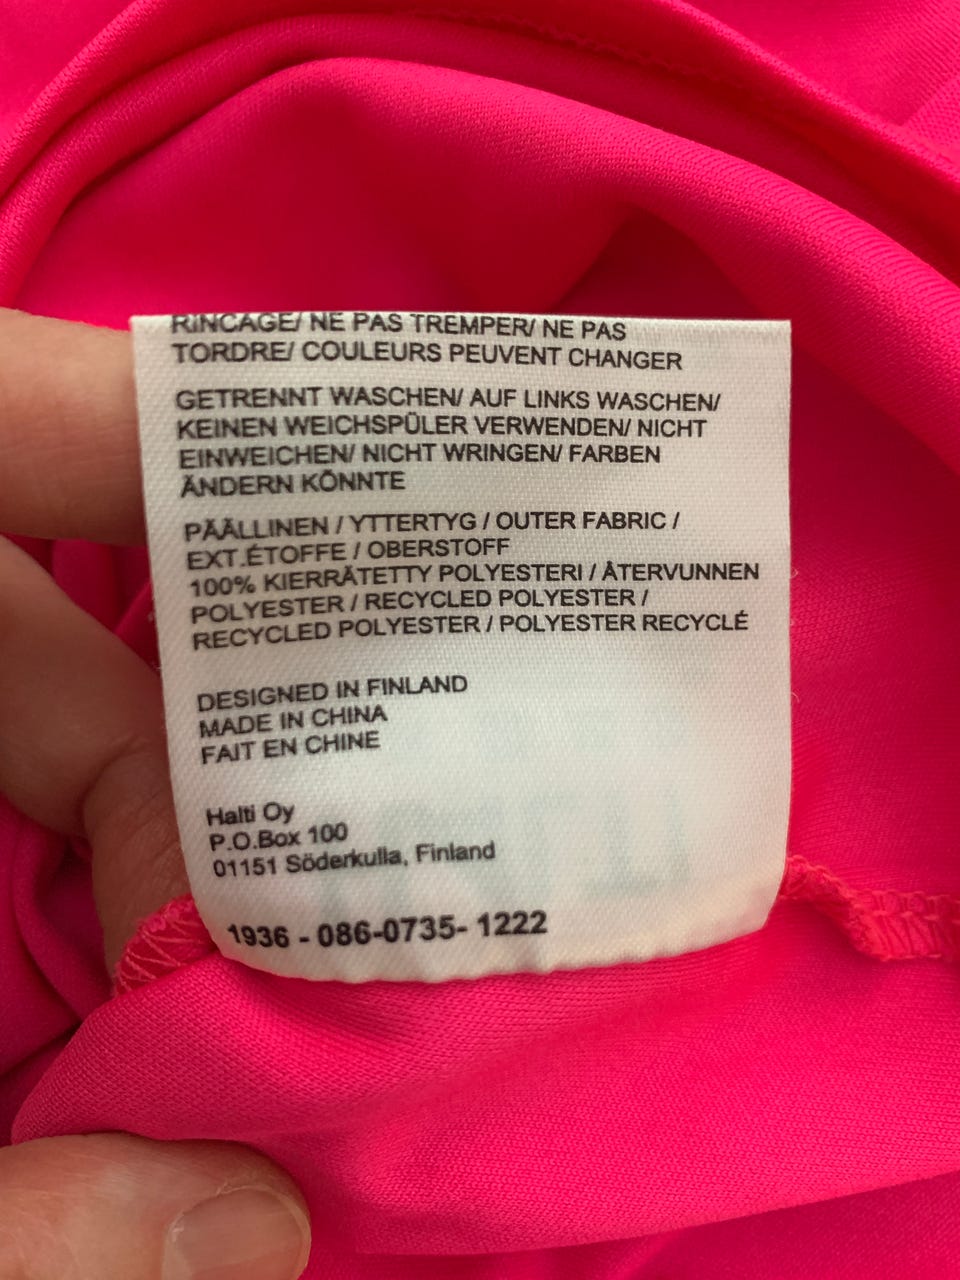 RINCAGE/ NE PAS TREMPER/ NE PAS
TORDRE/ COULEURS PEUVENT CHANGER
GETRENNT WASCHEN/ AUF LINKS WASCHEN/
KEINEN WEICHSPÜLER VERWENDEN/ NICHT
EINWEICHEN/ NICHT WRINGEN/ FARBEN
ÄNDERN KÖNNTE
PÄÄLLINEN / YTTERTYG / OUTER FABRIC /
EXT.ÉTOFFE / OBERSTOFF
100% KIERRÄTETTY POLYESTERI / ÅTERVUNNEN
POLYESTER / RECYCLED POLYESTER /
RECYCLED POLYESTER / POLYESTER RECYCLÉ
DESIGNED IN FINLAND
MADE IN CHINA
FAIT EN CHINE
Halti Oy
P.O.Box 100
01151 Söderkulla, Finland
1936 - 086-0735- 1222